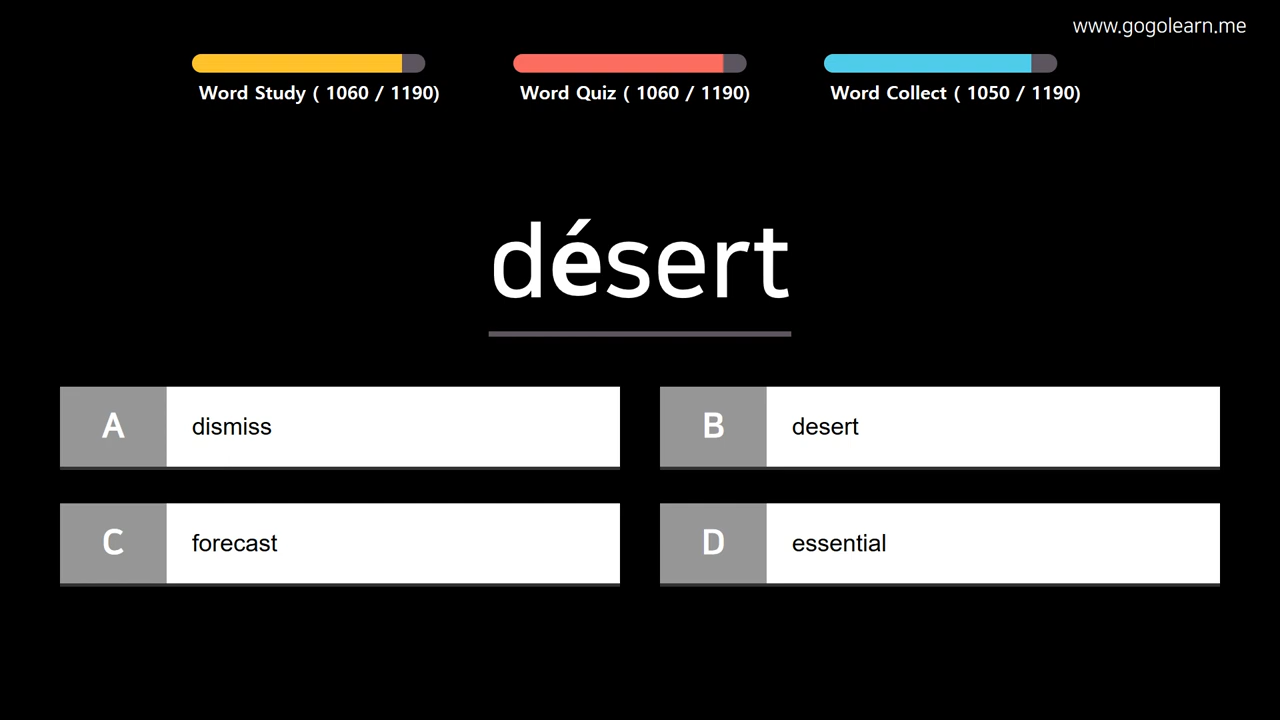 www.gogolearn.me
Word Study ( 1060 / 1190)
Word Quiz ( 1060 / 1190)
Word Collect ( 1050 / 1190)
désert
A dismiss
B desert
C forecast
D essential